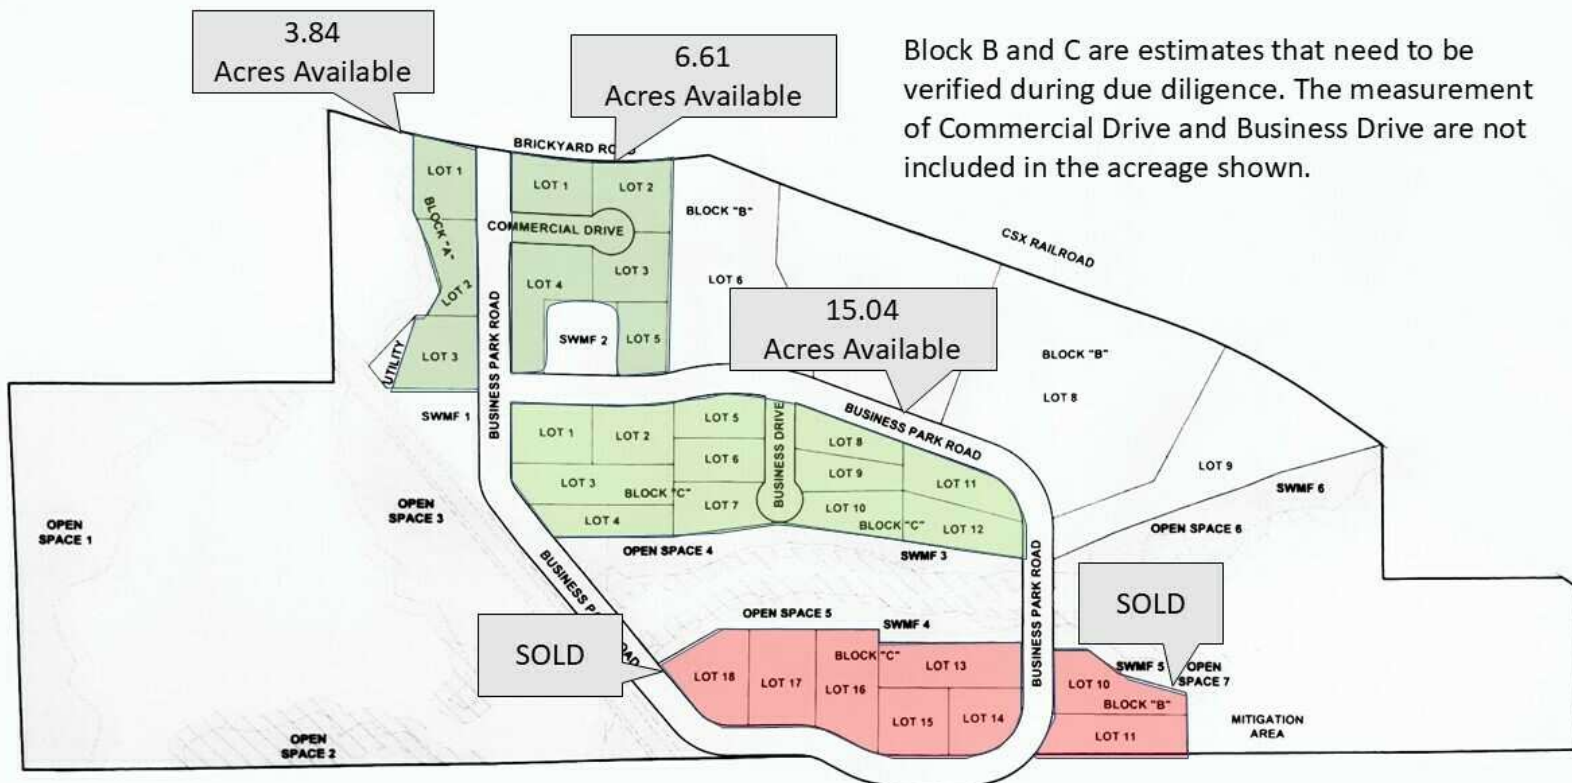 3.84
Acres Available
6.61
Acres Available
Block B and C are estimates that need to be
verified during due diligence. The measurement
of Commercial Drive and Business Drive are not
included in the acreage shown.
BRICKYARD ROAD
LOT 1
BLOCK "A"
LOT 2
LOT 3
UTILITY
SWMF 1
BUSINESS PARK ROAD
LOT 1
LOT 2
COMMERCIAL DRIVE
LOT 3
LOT 4
SWMF 2
LOT 5
BLOCK "B"
LOT 6
CSX RAILROAD
15.04
Acres Available
BLOCK "B"
LOT 8
LOT 9
BUSINESS PARK ROAD
LOT 1
LOT 2
LOT 3
BLOCK "C"
LOT 4
LOT 5
LOT 6
LOT 7
BUSINESS DRIVE
LOT 8
LOT 9
LOT 10
BLOCK "C"
LOT 11
LOT 12
SWMF 6
OPEN SPACE 6
OPEN
SPACE 1
OPEN
SPACE 3
OPEN SPACE 4
SWMF 3
BUSINESS
ROAD
BUSINESS PARK ROAD
SOLD
OPEN SPACE 5
SWMF 4
BLOCK "C"
LOT 13
LOT 18
LOT 17
LOT 16
LOT 15
LOT 14
SOLD
SWMF 5
OPEN
SPACE 7
LOT 10
BLOCK "B"
LOT 11
MITIGATION
AREA
OPEN
SPACE 2